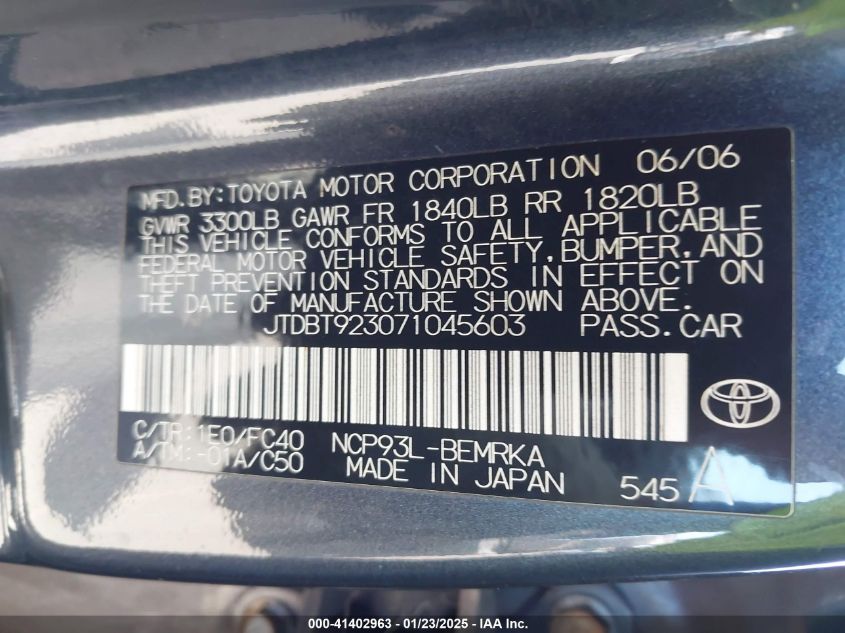 MFD.BY:TOYOTA MOTOR CORPORATION 06/06
GVWR 3300LB GAWR FR 1840LB RR 1820LB
THIS VEHICLE CONFORMS TO ALL APPLICABLE
FEDERAL MOTOR VEHICLE SAFETY,BUMPER,AND
THEFT PREVENTION STANDARDS IN EFFECT ON
THE DATE OF MANUFACTURE SHOWN ABOVE.
JTDBT923071045603 PASS.CAR
C/TR:1E0/FC40 NCP93L-BEMRKA
A/TM:-01A/C50 MADE IN JAPAN 545 A
000-41402963 - 01/23/2025 - IAA Inc.